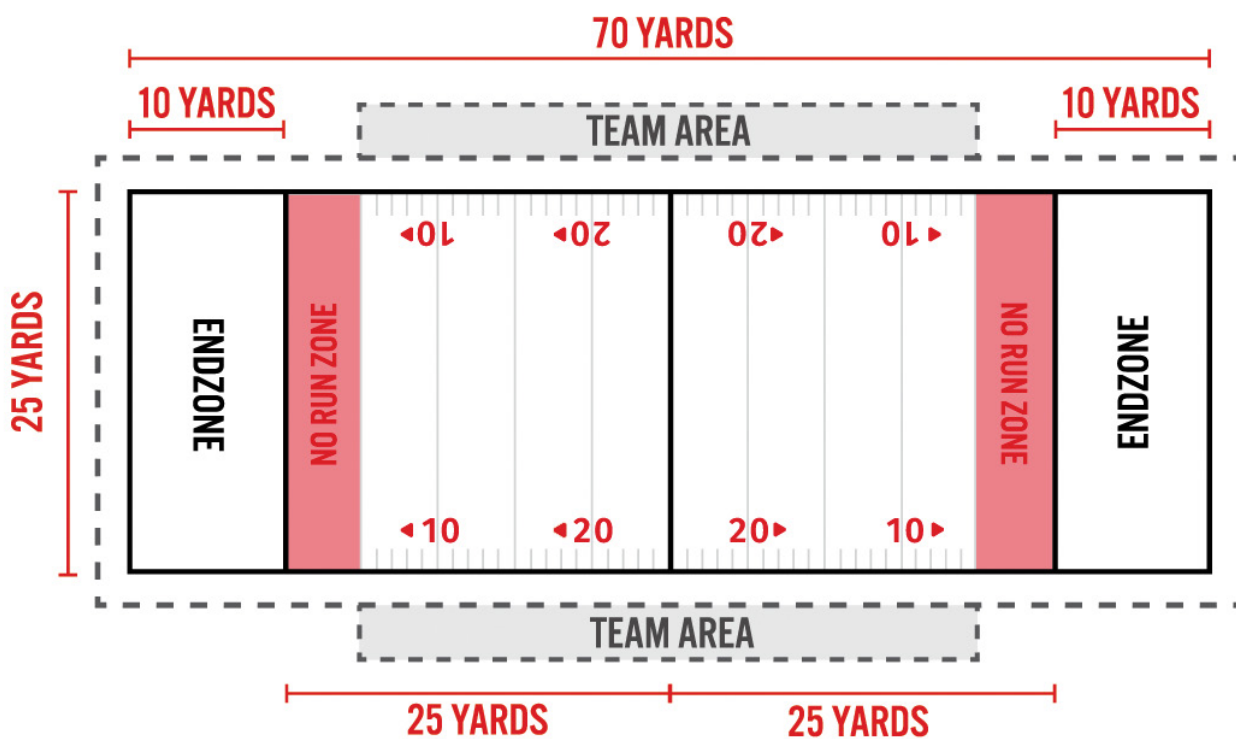 70 YARDS
10 YARDS
10 YARDS
TEAM AREA
10
20
20
10
25 YARDS
ENDZONE
NO RUN ZONE
NO RUN ZONE
ENDZONE
10
20
20
10
TEAM AREA
25 YARDS
25 YARDS